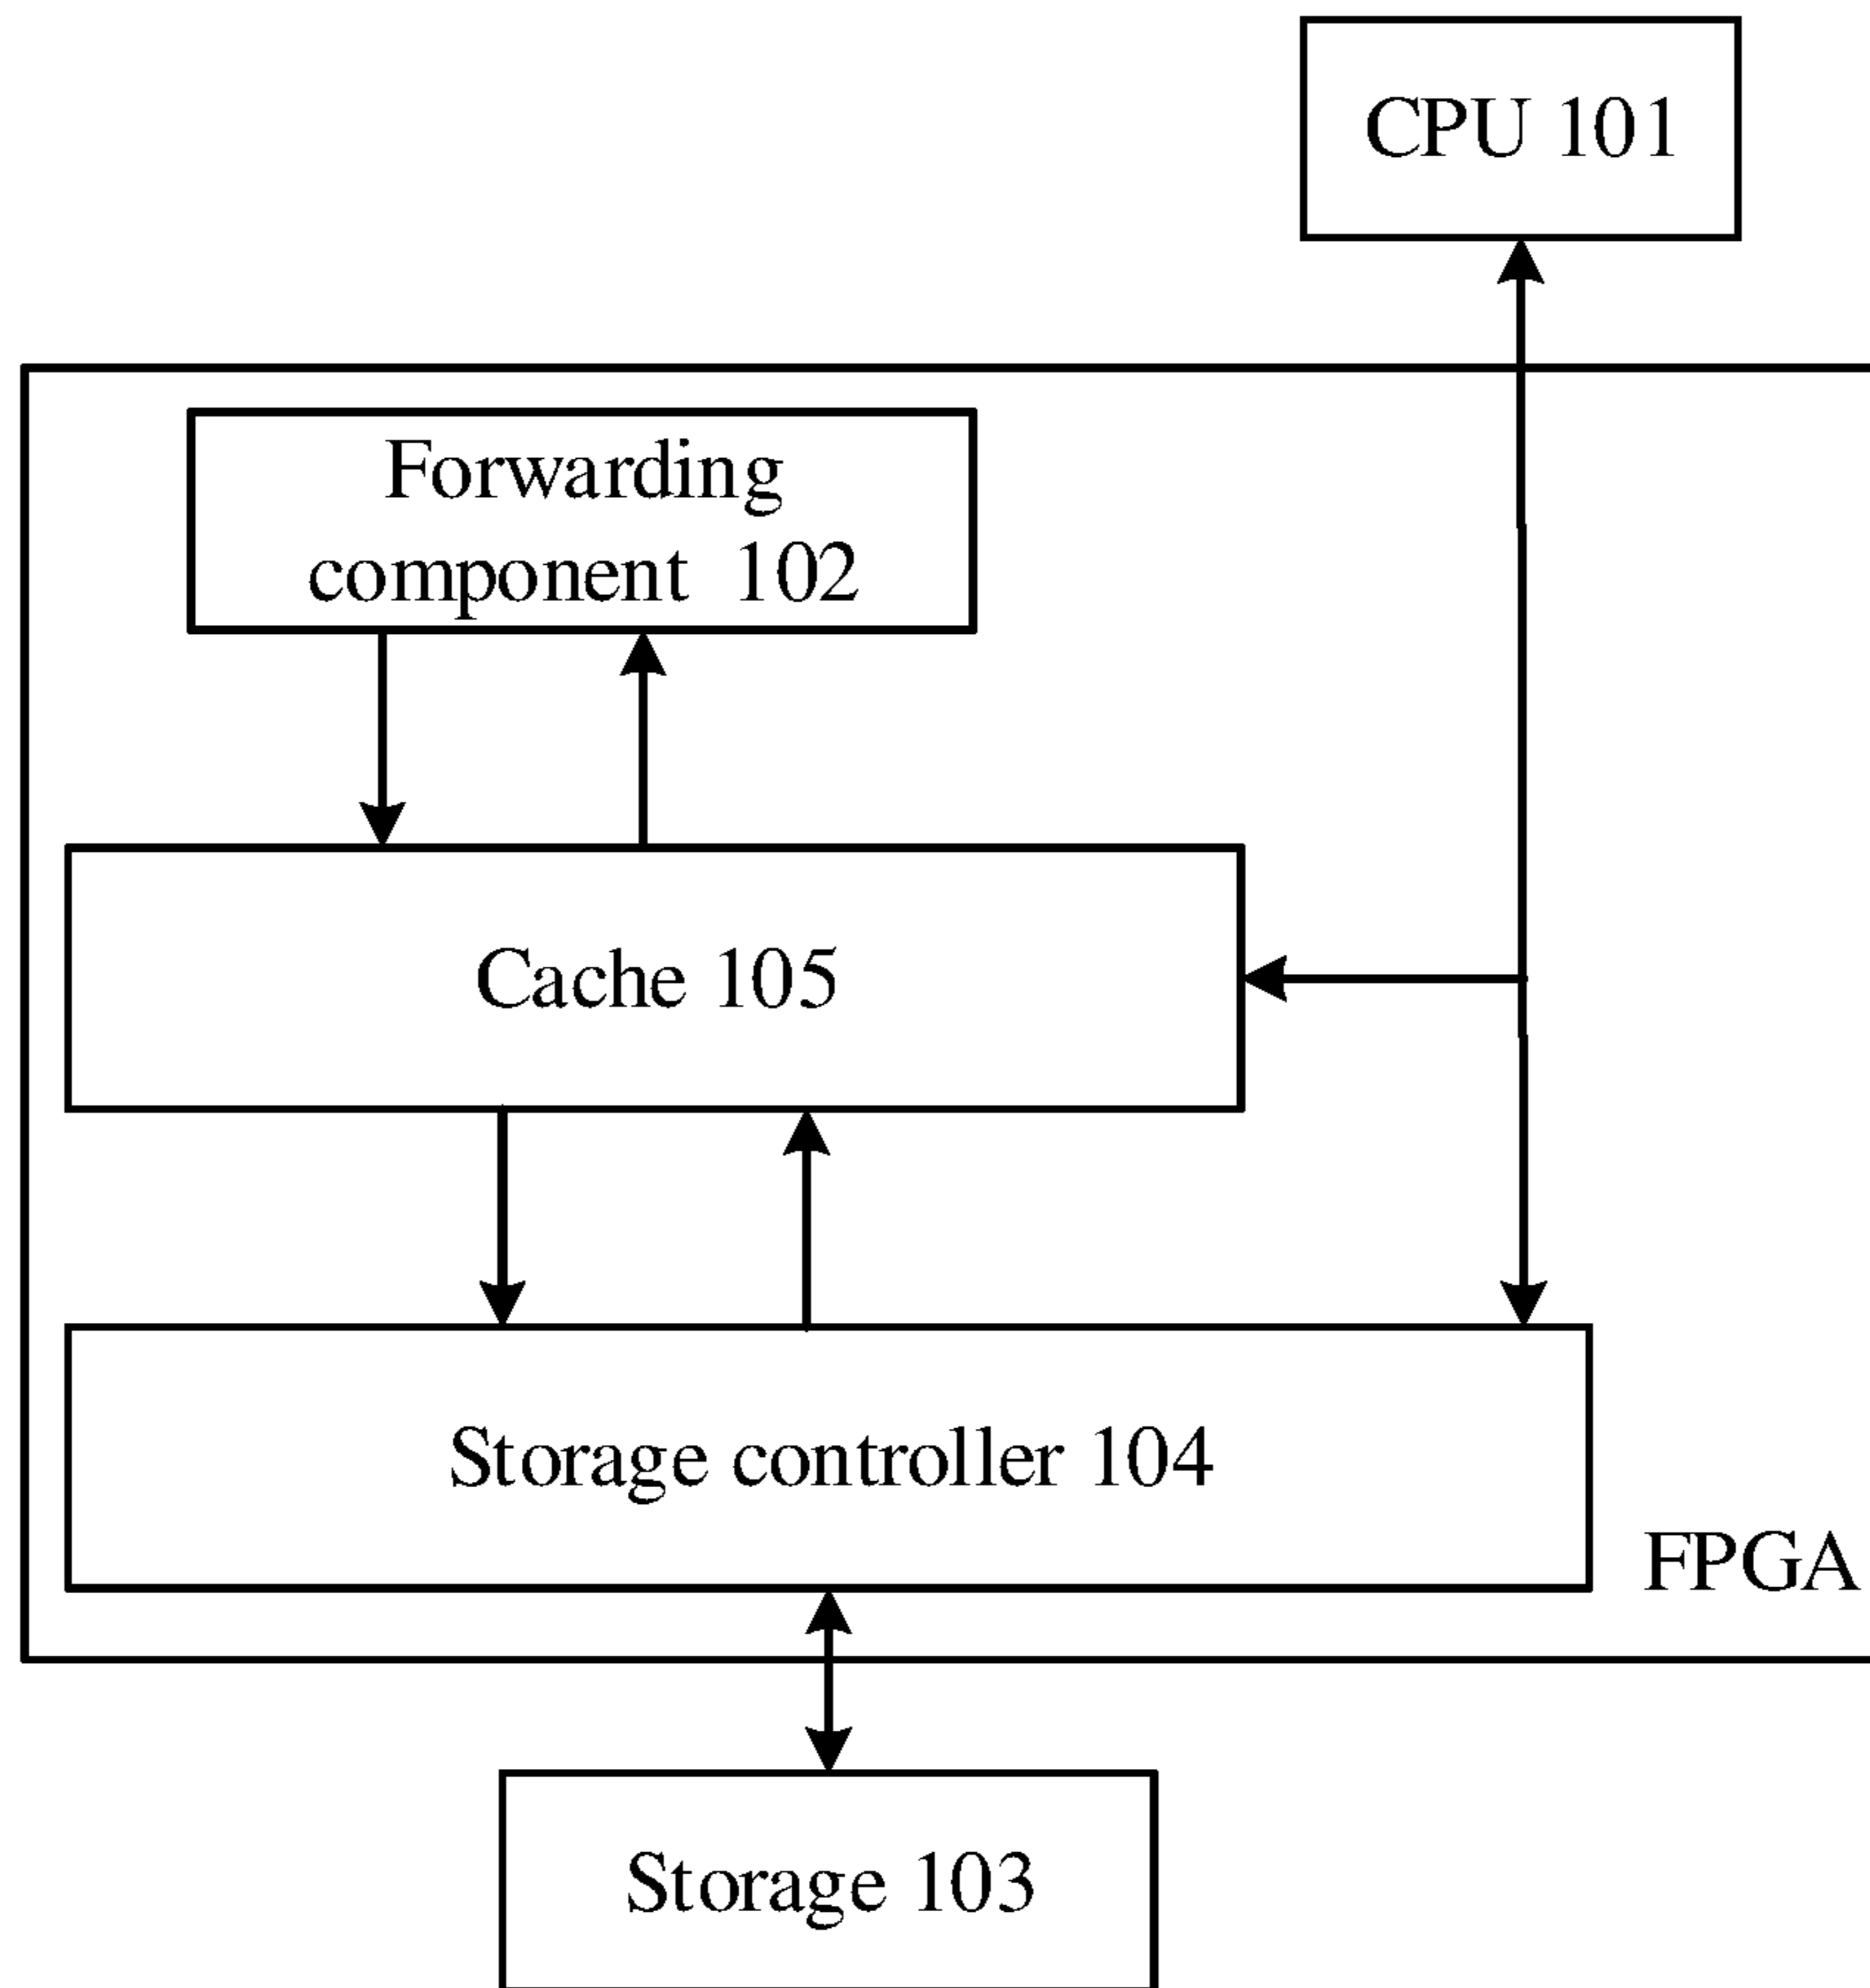 CPU 101
Forwarding
component 102
Cache 105
Storage controller 104
FPGA
Storage 103